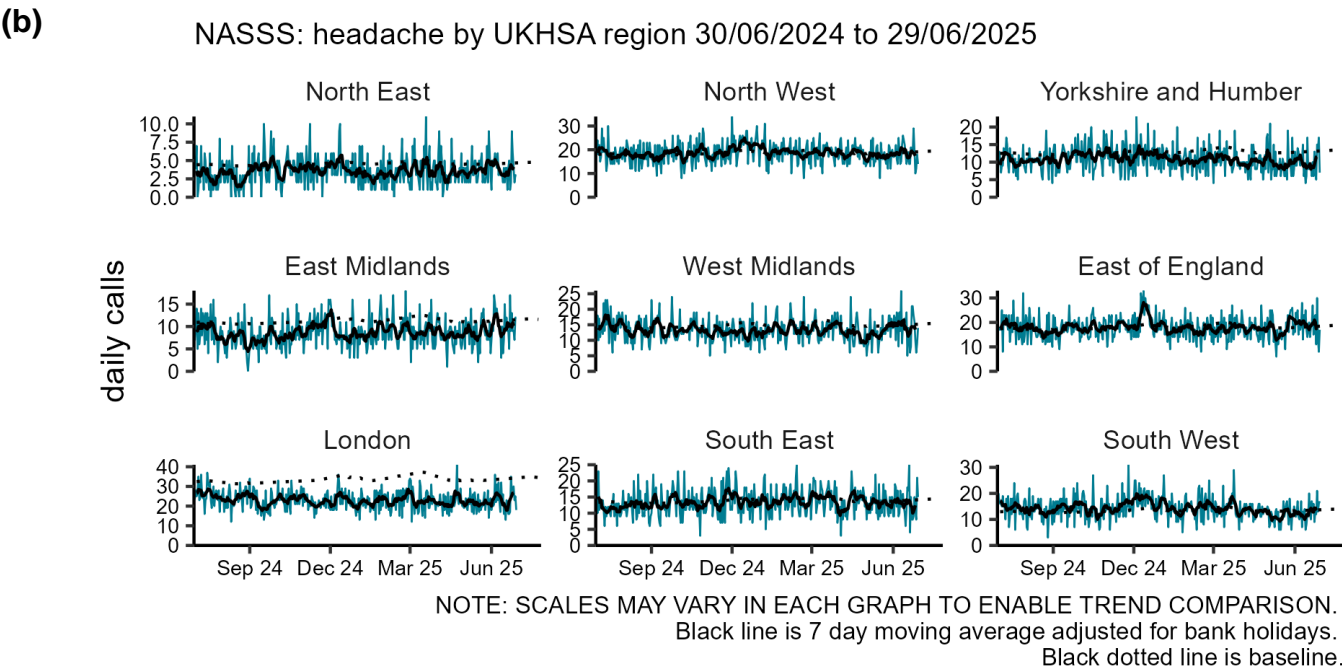 (b)
NASSS: headache by UKHSA region 30/06/2024 to 29/06/2025
North East
North West
Yorkshire and Humber
10.0
7.5
5.0
2.5
0.0
30
20
10
0
20
15
10
5
0
daily calls
East Midlands
West Midlands
East of England
15
10
5
0
25
20
15
10
5
0
30
20
10
0
London
South East
South West
40
30
20
10
0
25
20
15
10
5
0
30
20
10
0
Sep 24 Dec 24 Mar 25 Jun 25
Sep 24 Dec 24 Mar 25 Jun 25
Sep 24 Dec 24 Mar 25 Jun 25
NOTE: SCALES MAY VARY IN EACH GRAPH TO ENABLE TREND COMPARISON.
Black line is 7 day moving average adjusted for bank holidays.
Black dotted line is baseline.